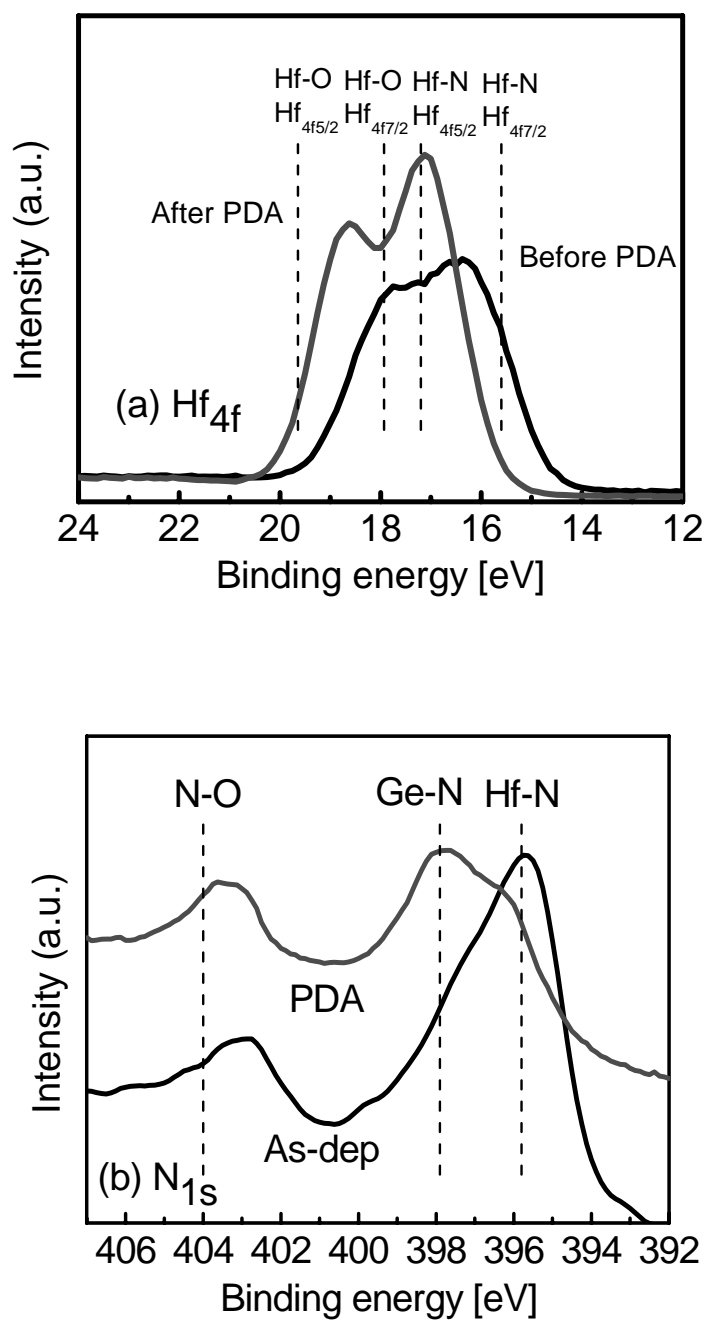 Hf-O Hf-O Hf-N Hf-N
Hf4f5/2 Hf4f7/2 Hf4f5/2 Hf4f7/2
After PDA
Before PDA
Intensity (a.u.)
(a) Hf4f
24 22 20 18 16 14 12
Binding energy [eV]
N-O Ge-N Hf-N
Intensity (a.u.)
PDA
As-dep
(b) N1s
406 404 402 400 398 396 394 392
Binding energy [eV]